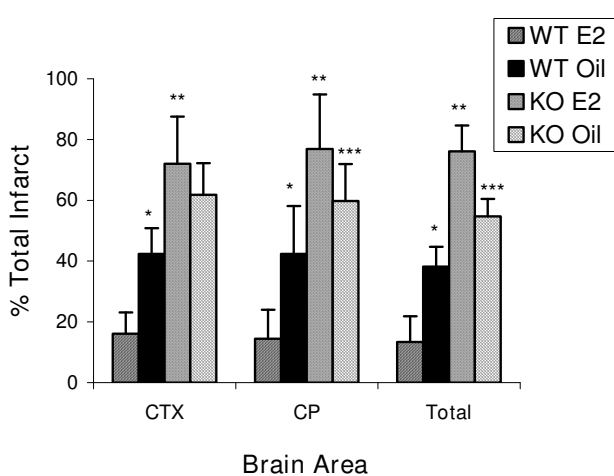 WT E2
WT Oil
KO E2
KO Oil
% Total Infarct
100
80
60
40
20
0
*
**
*
**
***
*
**
***
CTX CP Total
Brain Area